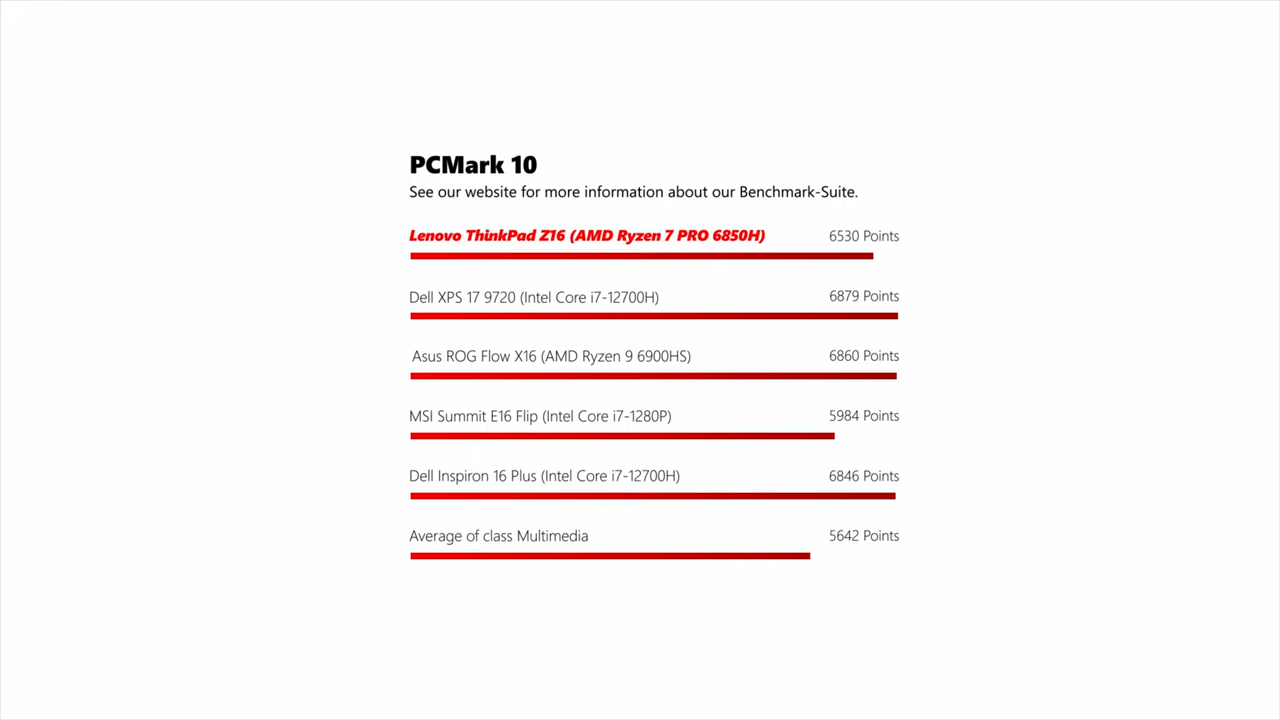 PCMark 10
See our website for more information about our Benchmark-Suite.
Lenovo ThinkPad Z16 (AMD Ryzen 7 PRO 6850H) 6530 Points
Dell XPS 17 9720 (Intel Core i7-12700H) 6879 Points
Asus ROG Flow X16 (AMD Ryzen 9 6900HS) 6860 Points
MSI Summit E16 Flip (Intel Core i7-1280P) 5984 Points
Dell Inspiron 16 Plus (Intel Core i7-12700H) 6846 Points
Average of class Multimedia 5642 Points